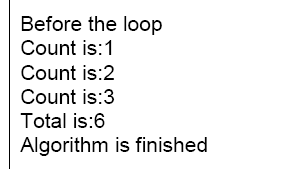 Before the loop
Count is:1
Count is:2
Count is:3
Total is:6
Algorithm is finished